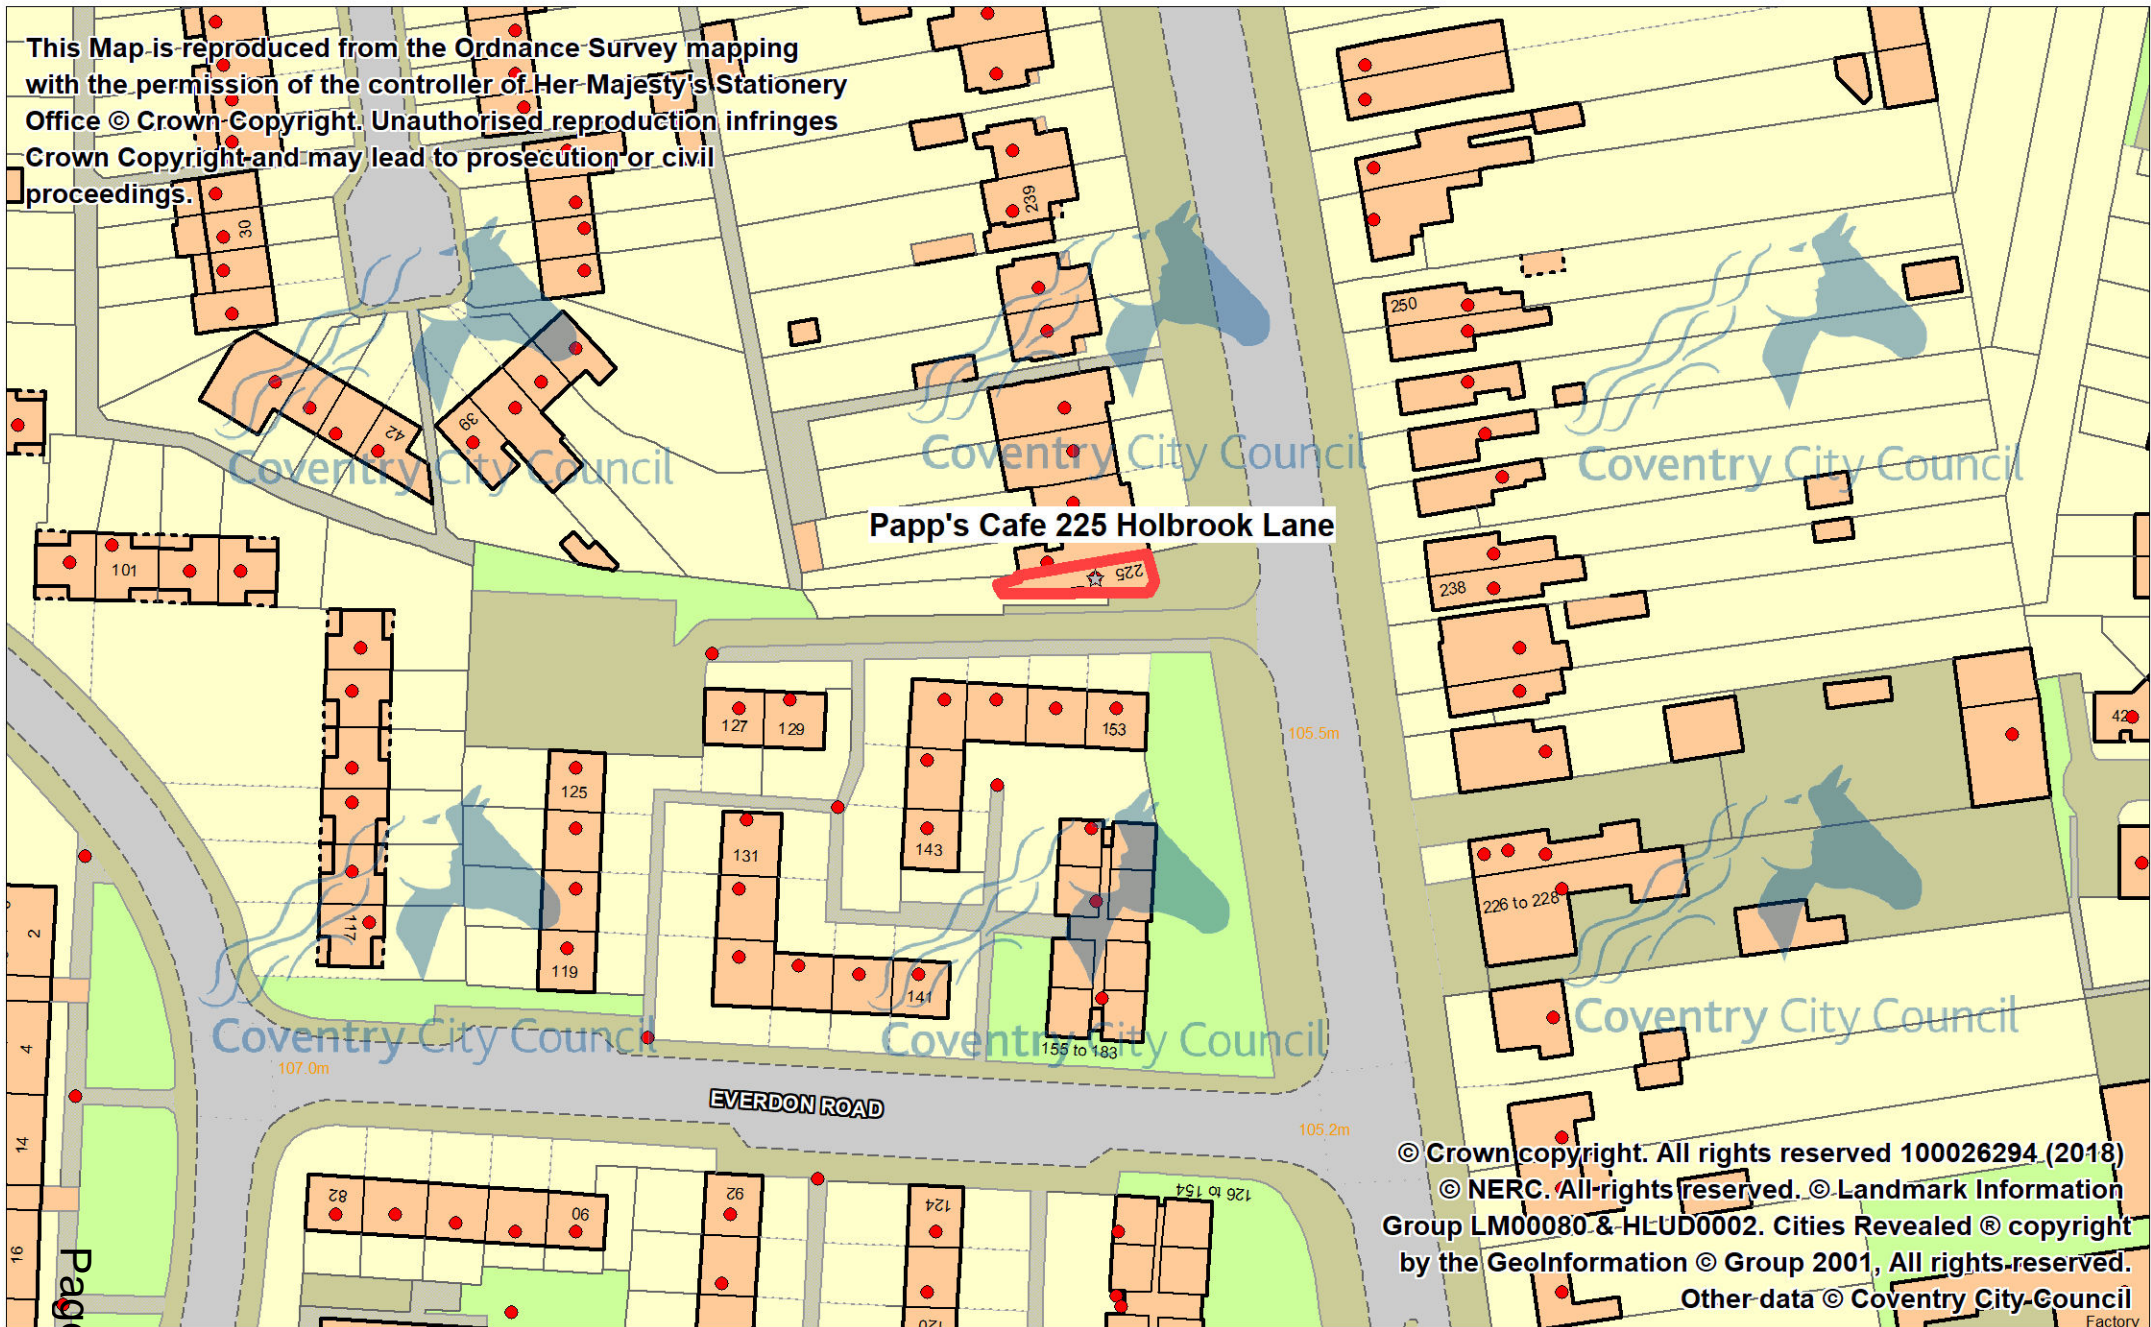 This Map is reproduced from the Ordnance Survey mapping
with the permission of the controller of Her Majesty's Stationery
Office © Crown Copyright. Unauthorised reproduction infringes
Crown Copyright and may lead to prosecution or civil
proceedings.
30
239
250
42
39
Coventry City Council
Coventry City Council
Coventry City Council
Papp's Cafe 225 Holbrook Lane
225
101
238
127
129
153
105.5m
42
125
131
143
226 to 228
2
117
119
141
Coventry City Council
Coventry City Council
Coventry City Council
155 to 183
4
107.0m
EVERDON ROAD
105.2m
14
82
90
92
124
126 to 154
16
© Crown copyright. All rights reserved 100026294 (2018)
© NERC. All rights reserved. © Landmark Information
Group LM00080 & HLUD0002. Cities Revealed ® copyright
by the GeoInformation © Group 2001, All rights reserved.
Other data © Coventry City Council
Page
120
Factory